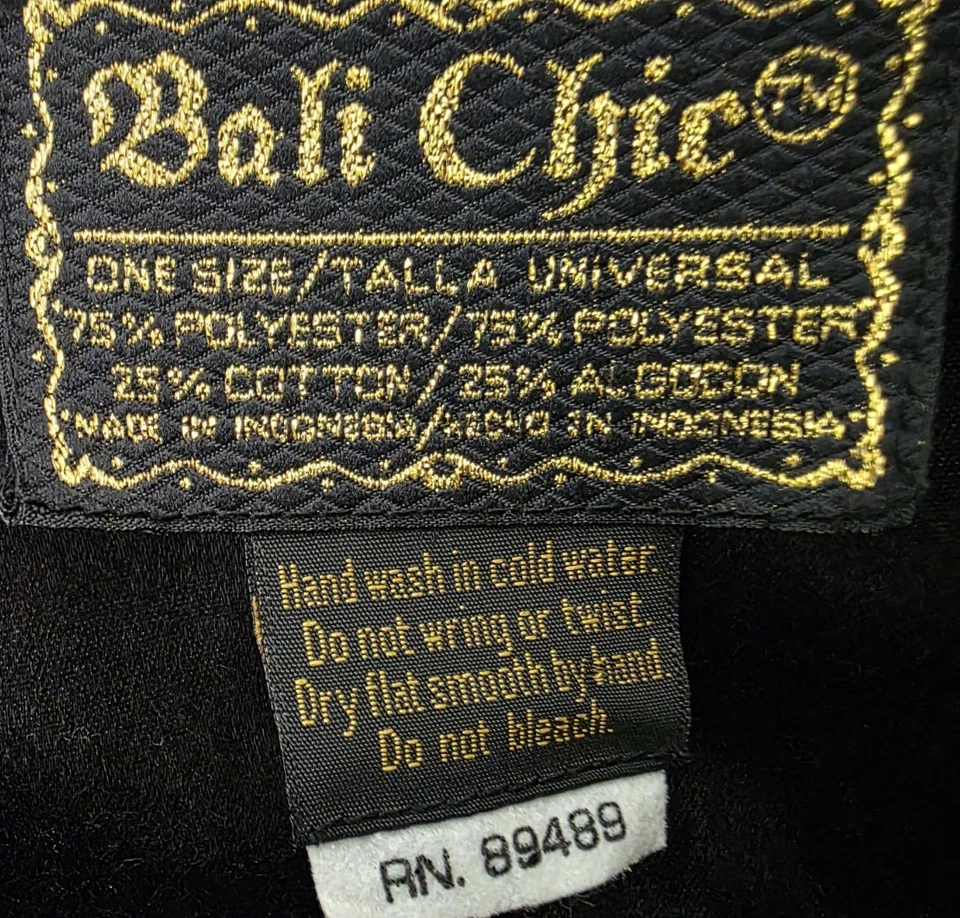 Bali Chic™
ONE SIZE/TALLA UNIVERSAL
75% POLYESTER/75% POLYESTER
25% COTTON/25% ALGODON
MADE IN INDONESIA/HECHO IN INDONESIA
Hand wash in cold water.
Do not wring or twist.
Dry flat smooth by hand.
Do not bleach.
RN. 89489